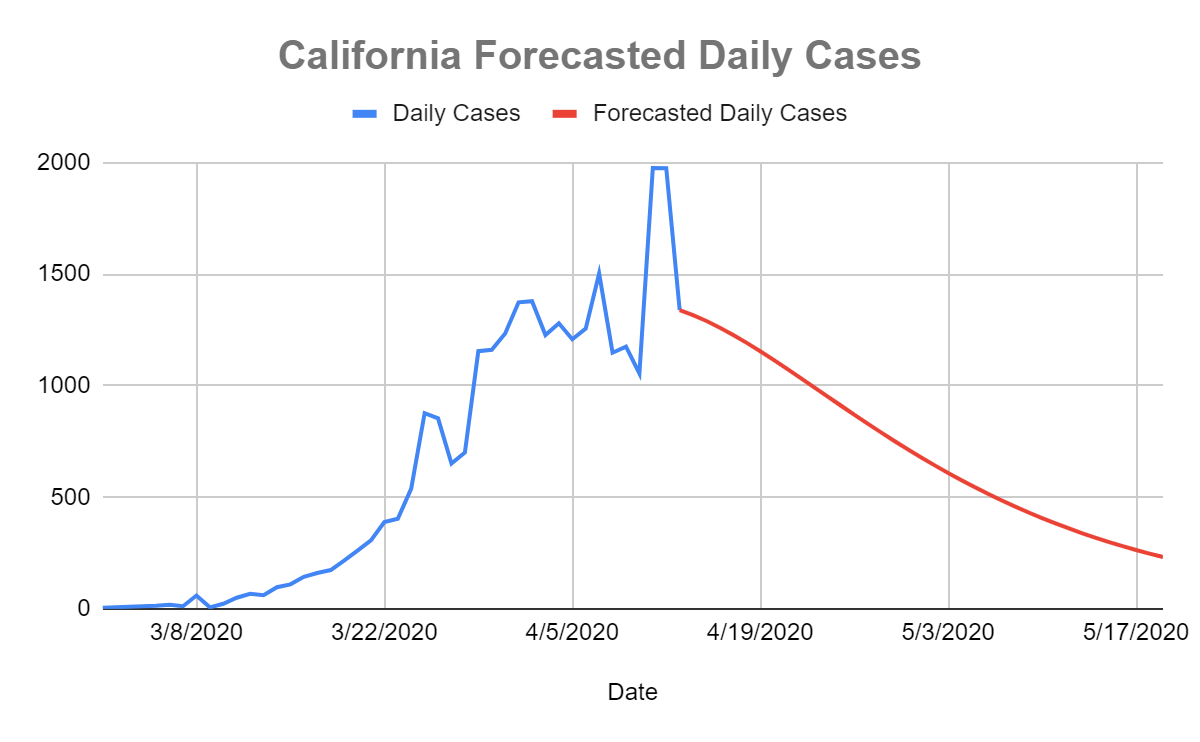 California Forecasted Daily Cases
Daily Cases Forecasted Daily Cases
2000
1500
1000
500
0
3/8/2020 3/22/2020 4/5/2020 4/19/2020 5/3/2020 5/17/2020
Date